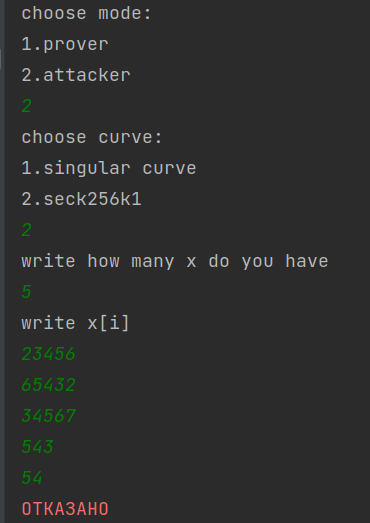 choose mode:
1.prover
2.attacker
2
choose curve:
1.singular curve
2.seck256k1
2
write how many x do you have
5
write x[i]
23456
65432
34567
543
54
ОТКАЗАНО